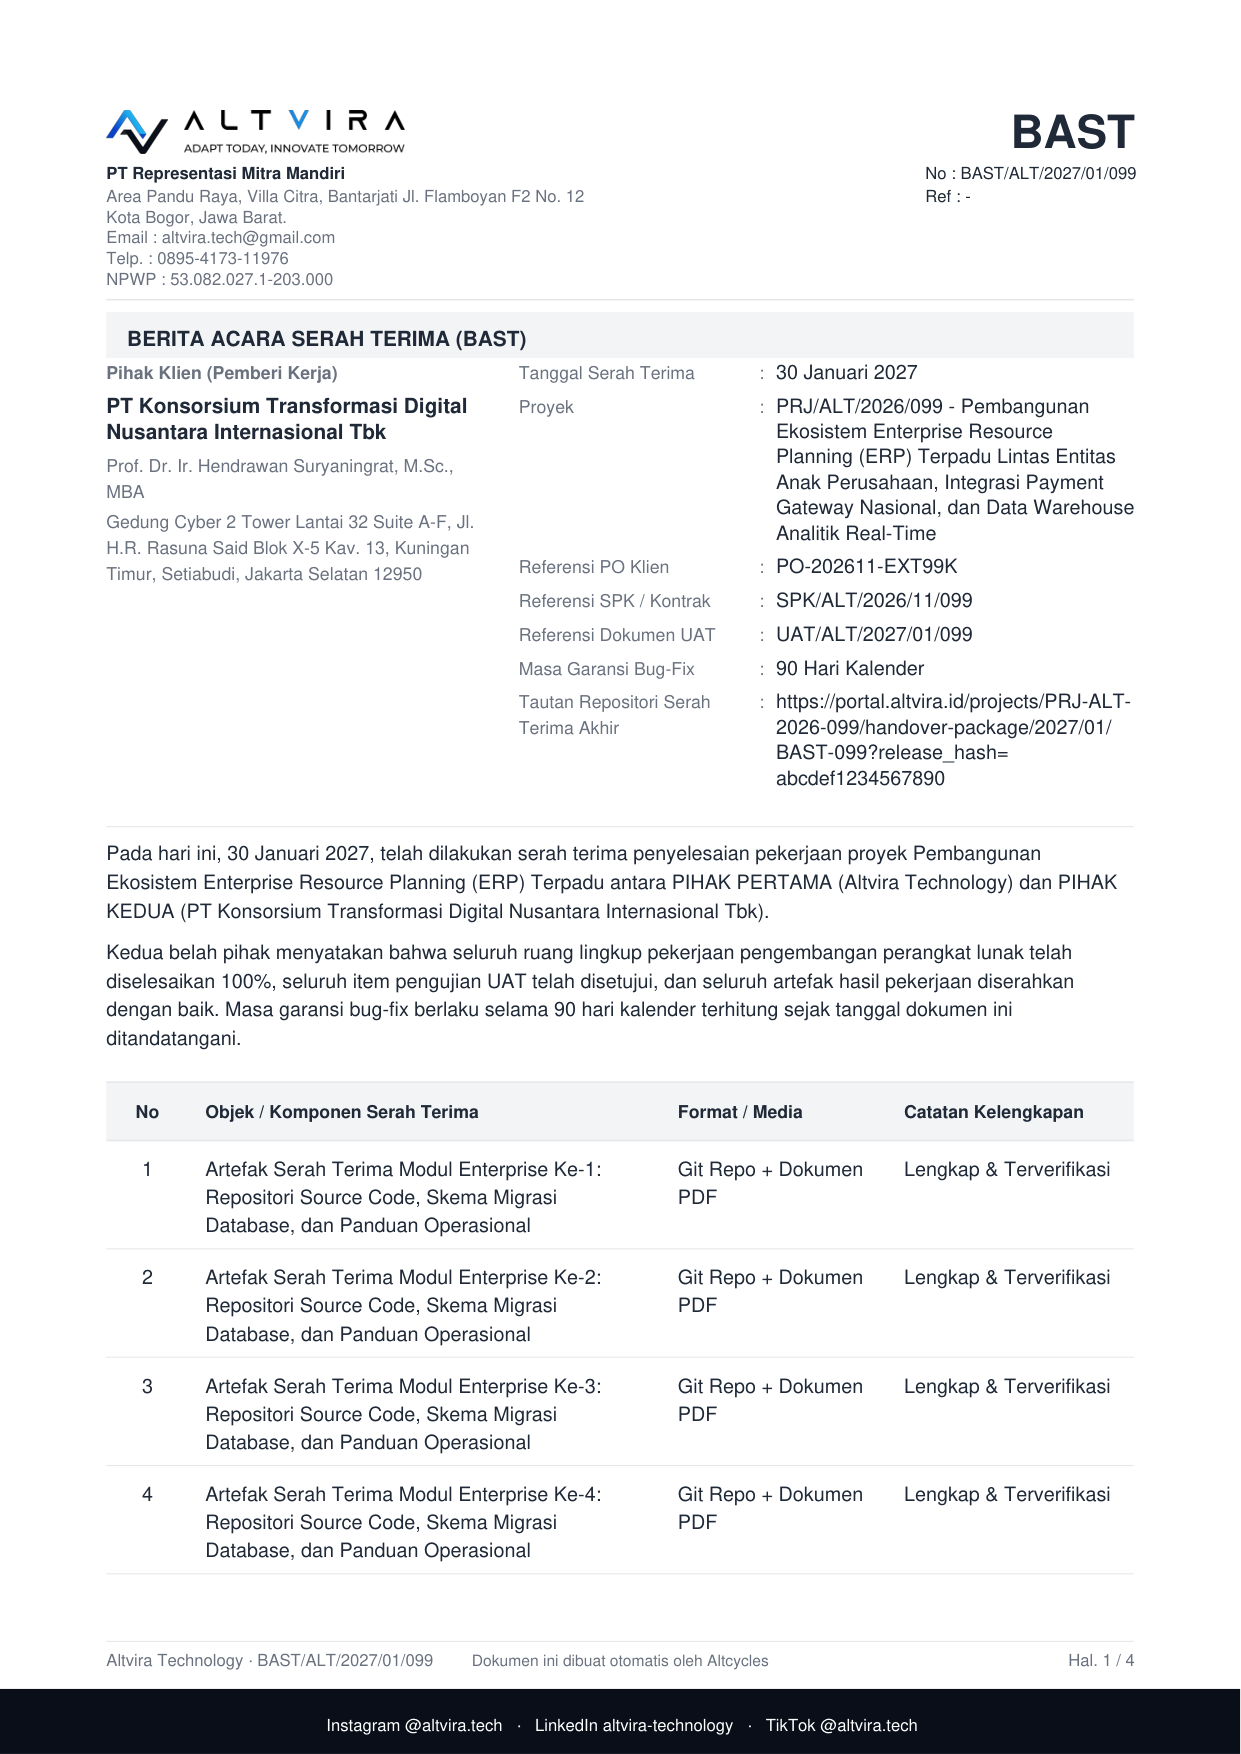 ALTVIRA
ADAPT TODAY, INNOVATE TOMORROW
BAST
PT Representasi Mitra Mandiri
Area Pandu Raya, Villa Citra, Bantarjati Jl. Flamboyan F2 No. 12
Kota Bogor, Jawa Barat.
Email : altvira.tech@gmail.com
Telp. : 0895-4173-11976
NPWP : 53.082.027.1-203.000
No : BAST/ALT/2027/01/099
Ref : -
BERITA ACARA SERAH TERIMA (BAST)
Pihak Klien (Pemberi Kerja)
PT Konsorsium Transformasi Digital
Nusantara Internasional Tbk
Prof. Dr. Ir. Hendrawan Suryaningrat, M.Sc.,
MBA
Gedung Cyber 2 Tower Lantai 32 Suite A-F, Jl.
H.R. Rasuna Said Blok X-5 Kav. 13, Kuningan
Timur, Setiabudi, Jakarta Selatan 12950
Tanggal Serah Terima : 30 Januari 2027
Proyek : PRJ/ALT/2026/099 - Pembangunan
Ekosistem Enterprise Resource
Planning (ERP) Terpadu Lintas Entitas
Anak Perusahaan, Integrasi Payment
Gateway Nasional, dan Data Warehouse
Analitik Real-Time
Referensi PO Klien : PO-202611-EXT99K
Referensi SPK / Kontrak : SPK/ALT/2026/11/099
Referensi Dokumen UAT : UAT/ALT/2027/01/099
Masa Garansi Bug-Fix : 90 Hari Kalender
Tautan Repositori Serah : https://portal.altvira.id/projects/PRJ-ALT-
Terima Akhir 2026-099/handover-package/2027/01/
BAST-099?release_hash=
abcdef1234567890
Pada hari ini, 30 Januari 2027, telah dilakukan serah terima penyelesaian pekerjaan proyek Pembangunan
Ekosistem Enterprise Resource Planning (ERP) Terpadu antara PIHAK PERTAMA (Altvira Technology) dan PIHAK
KEDUA (PT Konsorsium Transformasi Digital Nusantara Internasional Tbk).
Kedua belah pihak menyatakan bahwa seluruh ruang lingkup pekerjaan pengembangan perangkat lunak telah
diselesaikan 100%, seluruh item pengujian UAT telah disetujui, dan seluruh artefak hasil pekerjaan diserahkan
dengan baik. Masa garansi bug-fix berlaku selama 90 hari kalender terhitung sejak tanggal dokumen ini
ditandatangani.
No Objek / Komponen Serah Terima Format / Media Catatan Kelengkapan
1 Artefak Serah Terima Modul Enterprise Ke-1: Git Repo + Dokumen Lengkap & Terverifikasi
Repositori Source Code, Skema Migrasi PDF
Database, dan Panduan Operasional
2 Artefak Serah Terima Modul Enterprise Ke-2: Git Repo + Dokumen Lengkap & Terverifikasi
Repositori Source Code, Skema Migrasi PDF
Database, dan Panduan Operasional
3 Artefak Serah Terima Modul Enterprise Ke-3: Git Repo + Dokumen Lengkap & Terverifikasi
Repositori Source Code, Skema Migrasi PDF
Database, dan Panduan Operasional
4 Artefak Serah Terima Modul Enterprise Ke-4: Git Repo + Dokumen Lengkap & Terverifikasi
Repositori Source Code, Skema Migrasi PDF
Database, dan Panduan Operasional
Altvira Technology · BAST/ALT/2027/01/099 Dokumen ini dibuat otomatis oleh Altcycles Hal. 1 / 4
Instagram @altvira.tech · LinkedIn altvira-technology · TikTok @altvira.tech